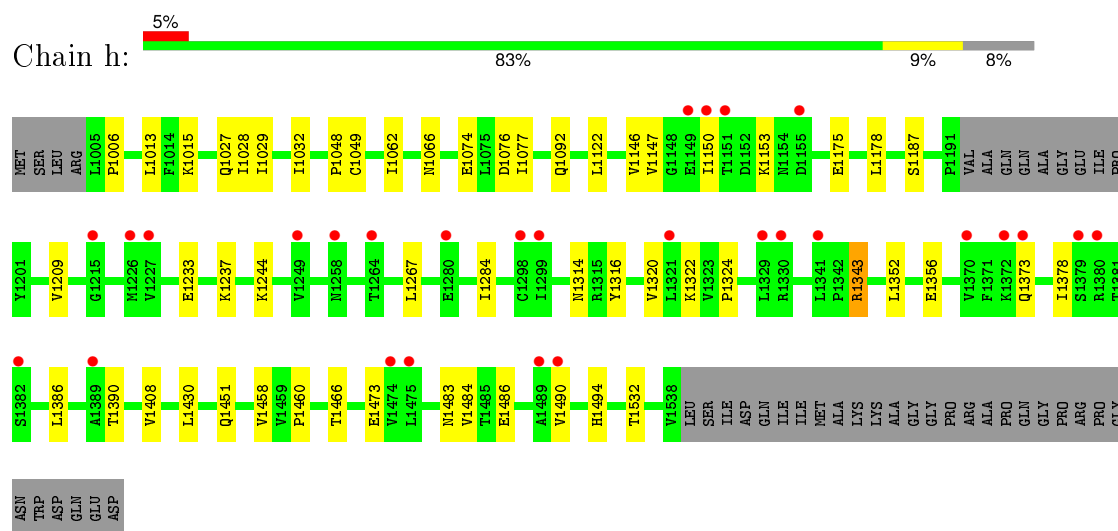 5%
Chain h:
83% 9% 8%
MET SER LEU ARG L1005 P1006 L1013 F1014 K1015 Q1027 I1028 I1029 I1032 P1048 C1049 I1062 N1066 E1074 L1075 D1076 I1077 Q1092 L1122 V1146 V1147 G1148 E1149 I1150 T1151 D1152 K1153 N1154 D1155 E1175 L1178 S1187 P1191 VAL ALA GLN GLN ALA GLY GLU ILE PRO
Y1201 V1209 G1215 M1226 V1227 E1233 K1237 K1244 V1249 N1258 T1264 L1267 E1280 I1284 C1298 I1299 N1314 R1315 Y1316 V1320 L1321 K1322 V1323 P1324 L1329 R1330 L1341 P1342 R1343 L1352 E1356 V1370 F1371 K1372 Q1373 I1378 S1379 R1380 T1381
S1382 L1386 A1389 T1390 V1408 L1430 Q1451 V1458 V1459 P1460 T1466 E1473 V1474 L1475 N1483 V1484 T1485 E1486 A1489 V1490 H1494 T1532 V1538 LEU SER ILE ASP GLN ILE ILE MET ALA LYS LYS ALA GLY GLY PRO ARG ALA PRO GLN GLY PRO ARG PRO GLY
ASN TRP ASP GLN GLU ASP